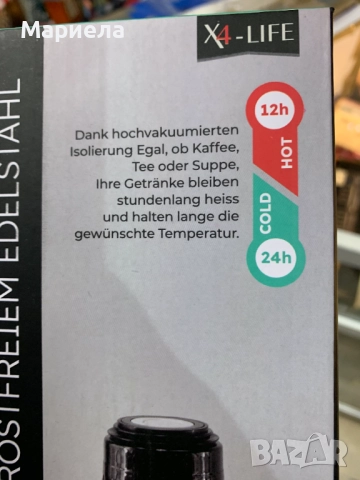 Мариела
X4-LIFE
12h
HOT
COLD
24h
Dank hochvakuumierten
Isolierung Egal, ob Kaffee,
Tee oder Suppe,
Ihre Getränke bleiben
stundenlang heiss
und halten lange die
gewünschte Temperatur.
ROSTFREIEM EDELSTAHL
bazar